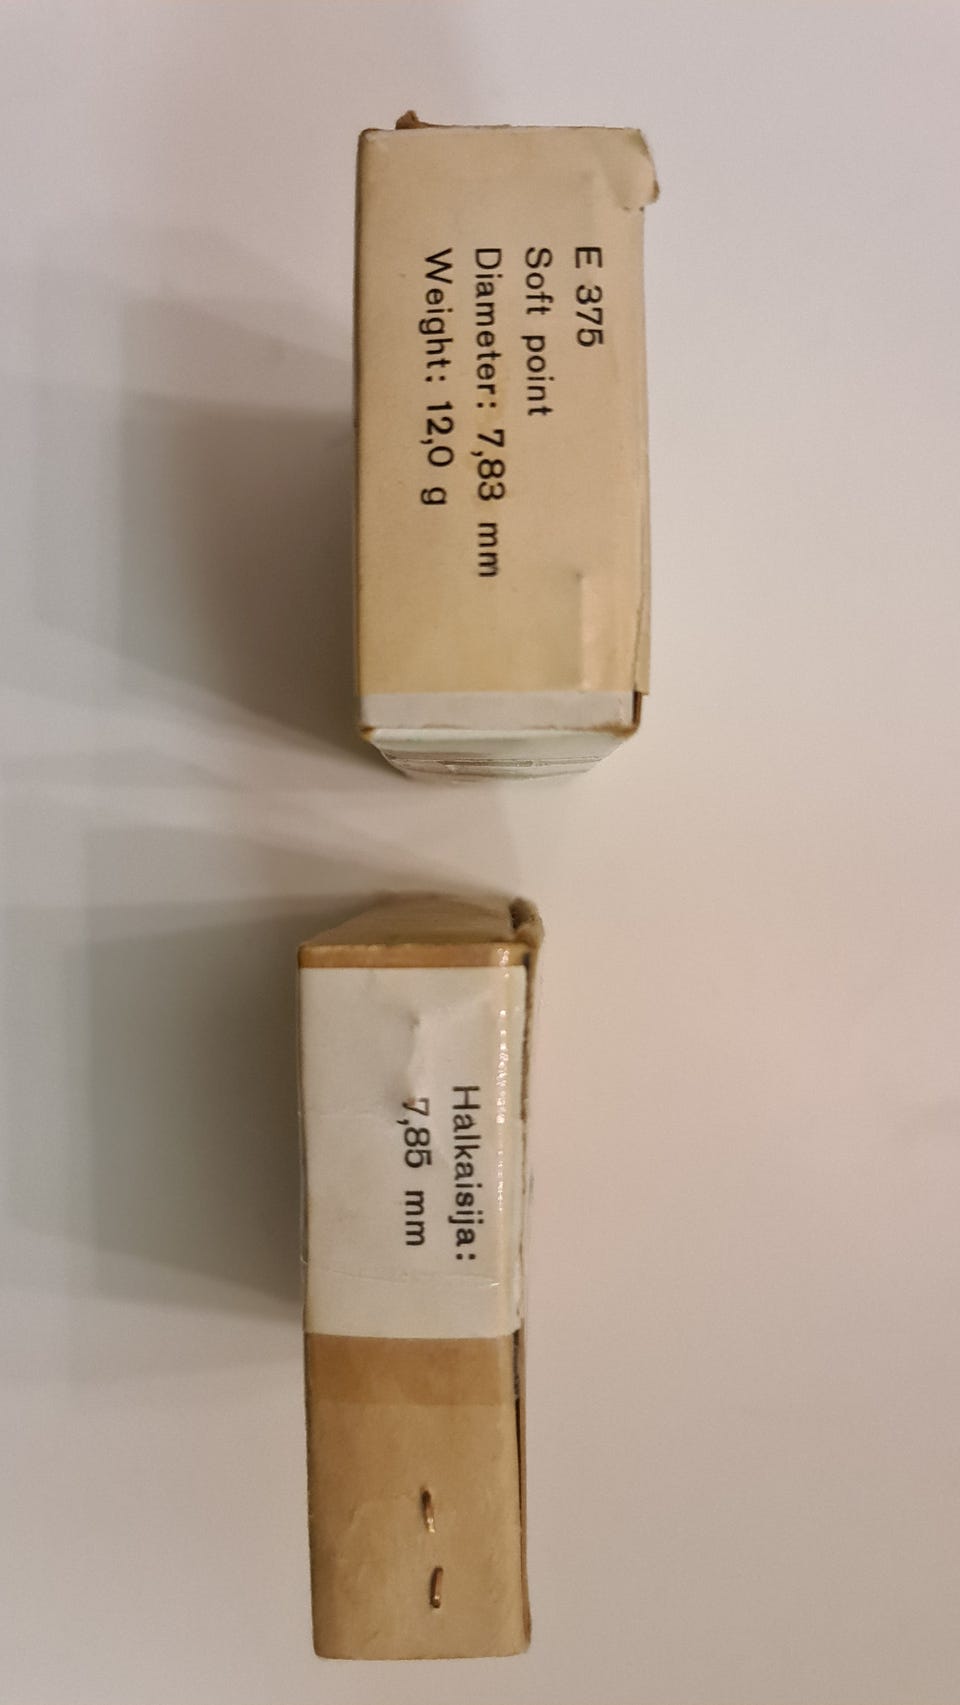 E 375
Soft point
Diameter: 7,83 mm
Weight: 12,0 g
Halkaisija:
7,85 mm